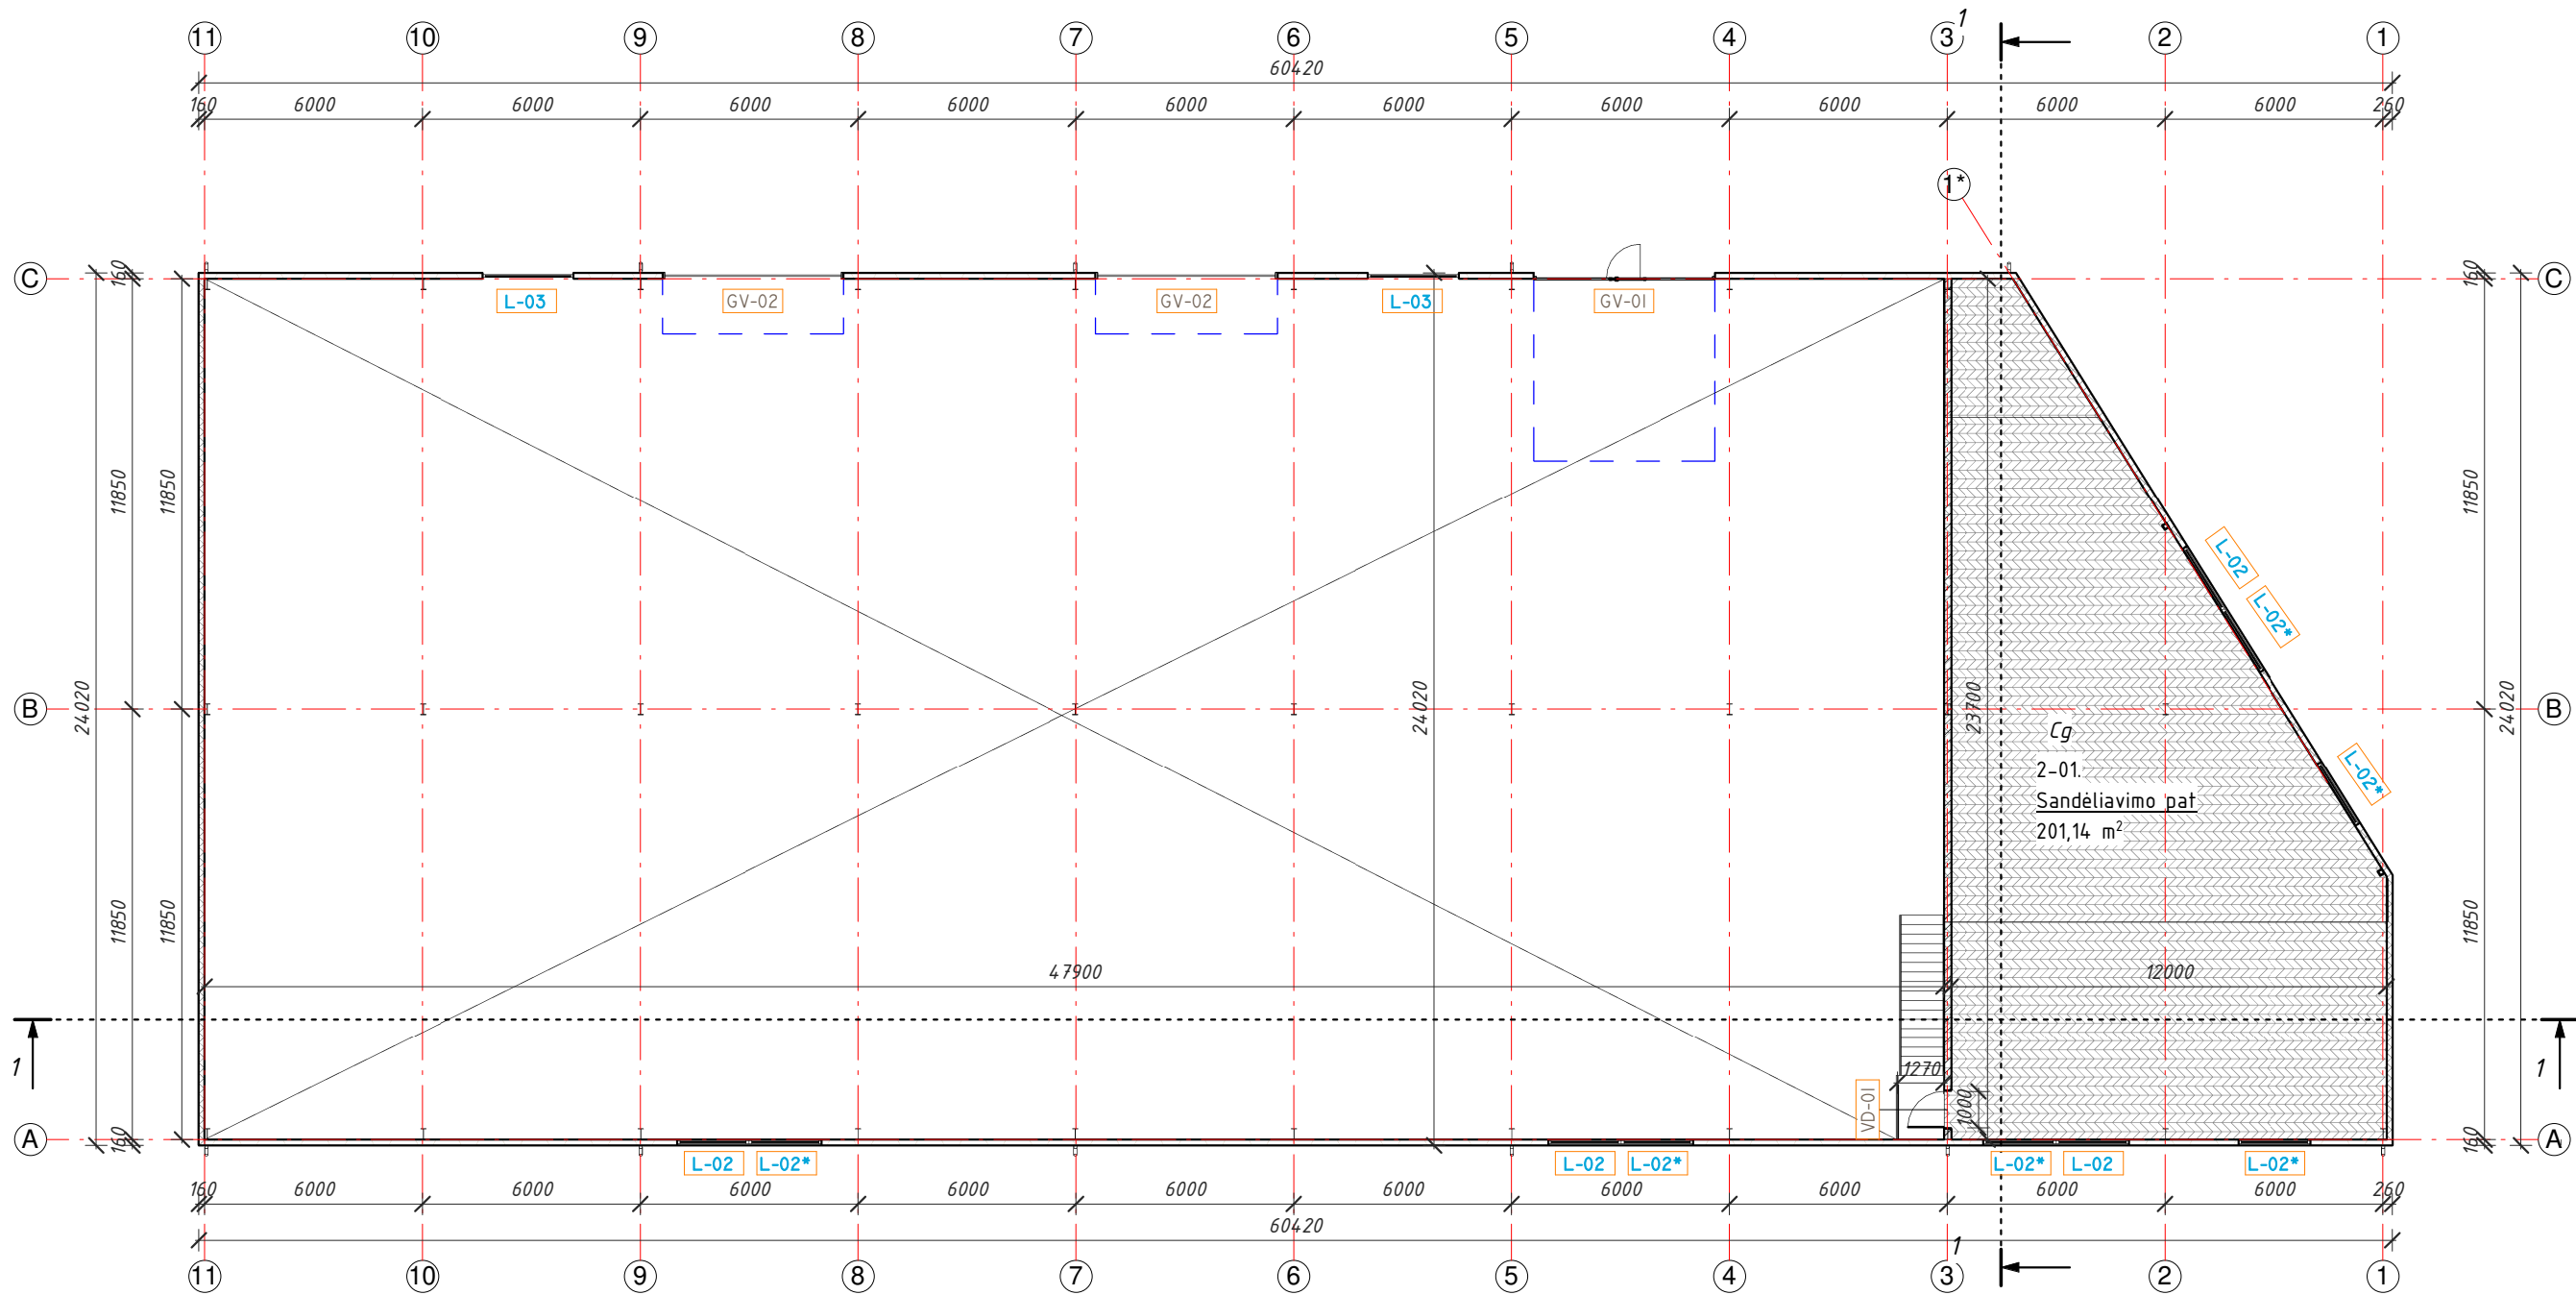 11 10 9 8 7 6 5 4 3 1 2 1
60420
160 6000 6000 6000 6000 6000 6000 6000 6000 6000 6000 260
1*
C 160 160 C
L-03 GV-02 GV-02 L-03 GV-01
11850 11850 11850
L-02
L-02*
B 24020 24020 23700 24020 B
Cg
2-01.
Sandėliavimo pat
201,14 m²
L-02*
11850 11850 11850
47900 12000
1 1
1270
VD-01 1000
A 160 160 A
L-02 L-02* L-02 L-02* L-02* L-02 L-02*
160 6000 6000 6000 6000 6000 6000 6000 6000 6000 6000 260
60420
1
11 10 9 8 7 6 5 4 3 2 1